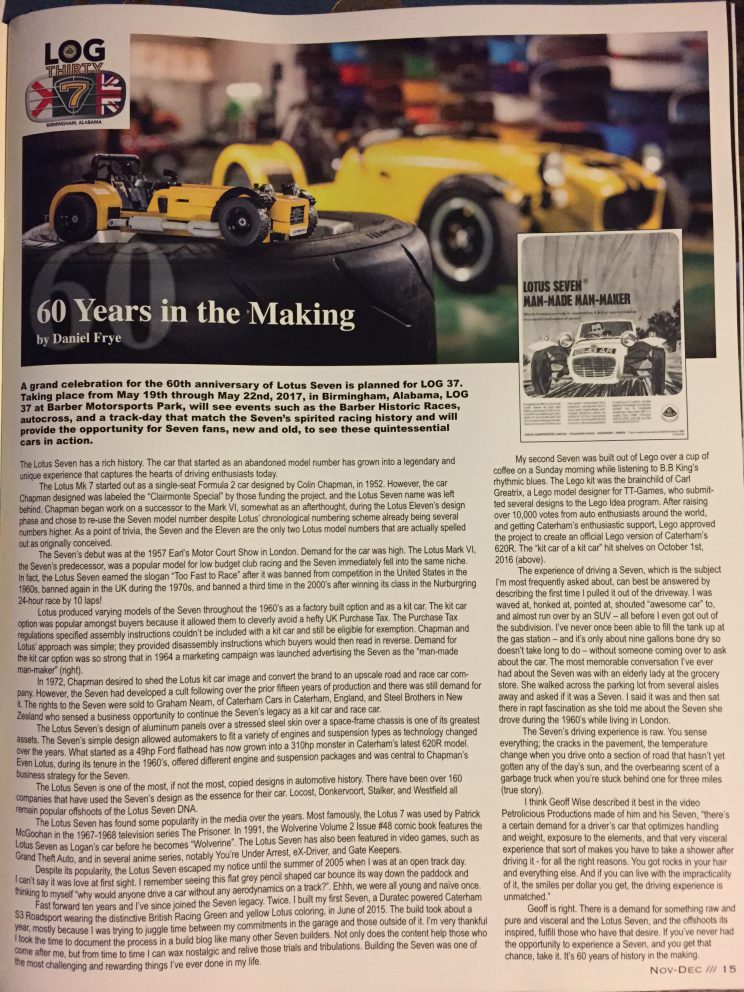 LOG
THIRTY
7
BIRMINGHAM, ALABAMA
60
60 Years in the Making
by Daniel Frye
LOTUS SEVEN
MAN-MADE MAN-MAKER
A grand celebration for the 60th anniversary of Lotus Seven is planned for LOG 37.
Taking place from May 19th through May 22nd, 2017, in Birmingham, Alabama, LOG
37 at Barber Motorsports Park, will see events such as the Barber Historic Races,
autocross, and a track-day that match the Seven's spirited racing history and will
provide the opportunity for Seven fans, new and old, to see these quintessential
cars in action.
The Lotus Seven has a rich history. The car that started as an abandoned model number has grown into a legendary and
unique experience that captures the hearts of driving enthusiasts today.
The Lotus Mk 7 started out as a single-seat Formula 2 car designed by Colin Chapman, in 1952. However, the car
Chapman designed was labeled the "Clairmonte Special" by those funding the project, and the Lotus Seven name was left
behind. Chapman began work on a successor to the Mark VI, somewhat as an afterthought, during the Lotus Eleven's design
phase and chose to re-use the Seven model number despite Lotus' chronological numbering scheme already being several
numbers higher. As a point of trivia, the Seven and the Eleven are the only two Lotus model numbers that are actually spelled
out as originally conceived.
The Seven's debut was at the 1957 Earl's Motor Court Show in London. Demand for the car was high. The Lotus Mark VI,
the Seven's predecessor, was a popular model for low budget club racing and the Seven immediately fell into the same niche.
In fact, the Lotus Seven earned the slogan "Too Fast to Race" after it was banned from competition in the United States in the
1960s, banned again in the UK during the 1970s, and banned a third time in the 2000's after winning its class in the Nurburgring
24-hour race by 10 laps!
Lotus produced varying models of the Seven throughout the 1960's as a factory built option and as a kit car. The kit car
option was popular amongst buyers because it allowed them to cleverly avoid a hefty UK Purchase Tax. The Purchase Tax
regulations specified assembly instructions couldn't be included with a kit car and still be eligible for exemption. Chapman and
Lotus' approach was simple; they provided disassembly instructions which buyers would then read in reverse. Demand for
the kit car option was so strong that in 1964 a marketing campaign was launched advertising the Seven as the "man-made
man-maker" (right).
In 1972, Chapman desired to shed the Lotus kit car image and convert the brand to an upscale road and race car com-
pany. However, the Seven had developed a cult following over the prior fifteen years of production and there was still demand for
it. The rights to the Seven were sold to Graham Nearn, of Caterham Cars in Caterham, England, and Steel Brothers in New
Zealand who sensed a business opportunity to continue the Seven's legacy as a kit car and race car.
The Lotus Seven's design of aluminum panels over a stressed steel skin over a space-frame chassis is one of its greatest
assets. The Seven's simple design allowed automakers to fit a variety of engines and suspension types as technology changed
over the years. What started as a 49hp Ford flathead has now grown into a 310hp monster in Caterham's latest 620R model.
Even Lotus, during its tenure in the 1960's, offered different engine and suspension packages and was central to Chapman's
business strategy for the Seven.
The Lotus Seven is one of the most, if not the most, copied designs in automotive history. There have been over 160
companies that have used the Seven's design as the essence for their car. Locost, Donkervoort, Stalker, and Westfield all
remain popular offshoots of the Lotus Seven DNA.
The Lotus Seven has found some popularity in the media over the years. Most famously, the Lotus 7 was used by Patrick
McGoohan in the 1967-1968 television series The Prisoner. In 1991, the Wolverine Volume 2 Issue #48 comic book features the
Lotus Seven as Logan's car before he becomes "Wolverine". The Lotus Seven has also been featured in video games, such as
Grand Theft Auto, and in several anime series, notably You're Under Arrest, eX-Driver, and Gate Keepers.
Despite its popularity, the Lotus Seven escaped my notice until the summer of 2005 when I was at an open track day.
I can't say it was love at first sight. I remember seeing this flat grey pencil shaped car bounce its way down the paddock and
thinking to myself "why would anyone drive a car without any aerodynamics on a track?". Ehhh, we were all young and naive once.
Fast forward ten years and I've since joined the Seven legacy. Twice. I built my first Seven, a Duratec powered Caterham
S3 Roadsport wearing the distinctive British Racing Green and yellow Lotus coloring, in June of 2015. The build took about a
year, mostly because I was trying to juggle time between my commitments in the garage and those outside of it. I'm very thankful
I took the time to document the process in a build blog like many other Seven builders. Not only does the content help those who
come after me, but from time to time I can wax nostalgic and relive those trials and tribulations. Building the Seven was one of
the most challenging and rewarding things I've ever done in my life.
My second Seven was built out of Lego over a cup of
coffee on a Sunday morning while listening to B.B King's
rhythmic blues. The Lego kit was the brainchild of Carl
Greatrix, a Lego model designer for TT-Games, who submit-
ted several designs to the Lego Idea program. After raising
over 10,000 votes from auto enthusiasts around the world,
and getting Caterham's enthusiastic support, Lego approved
the project to create an official Lego version of Caterham's
620R. The "kit car of a kit car" hit shelves on October 1st,
2016 (above).
The experience of driving a Seven, which is the subject
I'm most frequently asked about, can best be answered by
describing the first time I pulled it out of the driveway. I was
waved at, honked at, pointed at, shouted "awesome car" to,
and almost run over by an SUV – all before I even got out of
the subdivision. I've never once been able to fill the tank up at
the gas station – and it's only about nine gallons bone dry so
doesn't take long to do – without someone coming over to ask
about the car. The most memorable conversation I've ever
had about the Seven was with an elderly lady at the grocery
store. She walked across the parking lot from several aisles
away and asked if it was a Seven. I said it was and then sat
there in rapt fascination as she told me about the Seven she
drove during the 1960's while living in London.
The Seven's driving experience is raw. You sense
everything; the cracks in the pavement, the temperature
change when you drive onto a section of road that hasn't yet
gotten any of the day's sun, and the overbearing scent of a
garbage truck when you're stuck behind one for three miles
(true story).
I think Geoff Wise described it best in the video
Petrolicious Productions made of him and his Seven, "there's
a certain demand for a driver's car that optimizes handling
and weight, exposure to the elements, and that very visceral
experience that sort of makes you have to take a shower after
driving it - for all the right reasons. You got rocks in your hair
and everything else. And if you can live with the impracticality
of it, the smiles per dollar you get, the driving experience is
unmatched."
Geoff is right. There is a demand for something raw and
pure and visceral and the Lotus Seven, and the offshoots its
inspired, fulfill those who have that desire. If you've never had
the opportunity to experience a Seven, and you get that
chance, take it. It's 60 years of history in the making.
NOV-DEC /// 15